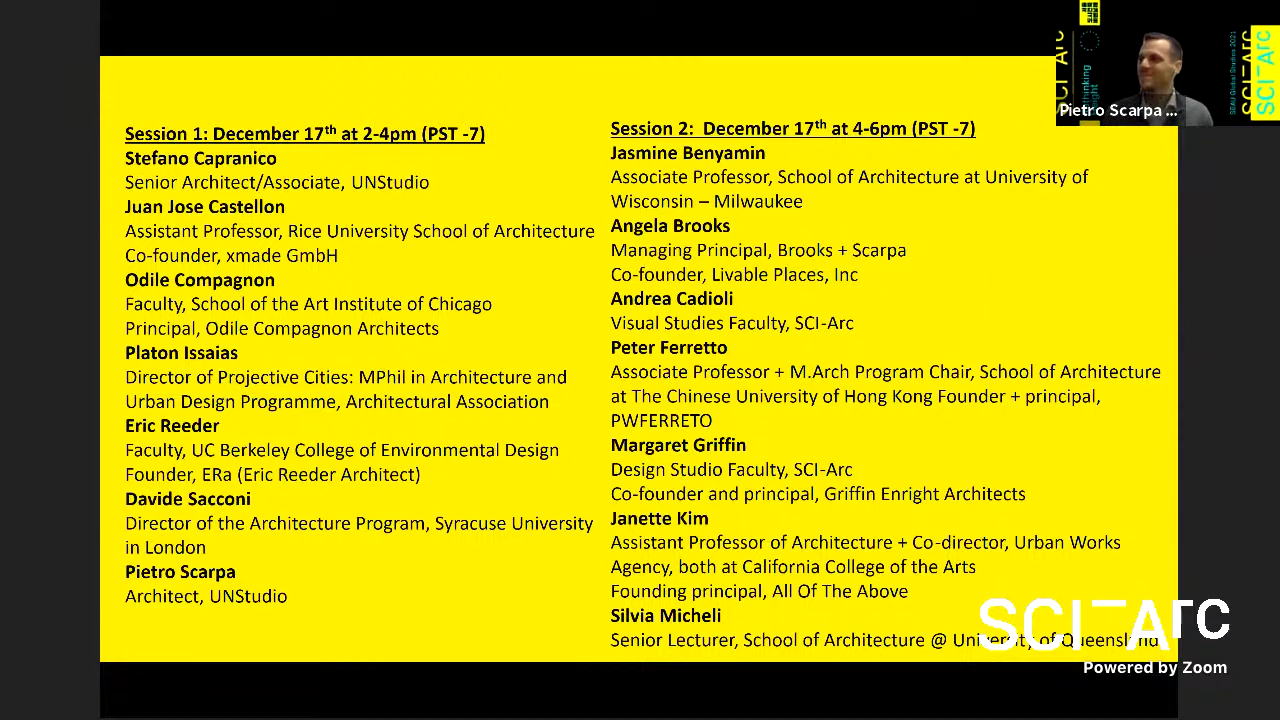 Session 1: December 17th at 2-4pm (PST -7)
Stefano Capranico
Senior Architect/Associate, UNStudio
Juan Jose Castellon
Assistant Professor, Rice University School of Architecture
Co-founder, xmade GmbH
Odile Compagnon
Faculty, School of the Art Institute of Chicago
Principal, Odile Compagnon Architects
Platon Issaias
Director of Projective Cities: MPhil in Architecture and
Urban Design Programme, Architectural Association
Eric Reeder
Faculty, UC Berkeley College of Environmental Design
Founder, ERa (Eric Reeder Architect)
Davide Sacconi
Director of the Architecture Program, Syracuse University
in London
Pietro Scarpa
Architect, UNStudio
Session 2: December 17th at 4-6pm (PST -7)
Jasmine Benyamin
Associate Professor, School of Architecture at University of
Wisconsin – Milwaukee
Angela Brooks
Managing Principal, Brooks + Scarpa
Co-founder, Livable Places, Inc
Andrea Cadioli
Visual Studies Faculty, SCI-Arc
Peter Ferretto
Associate Professor + M.Arch Program Chair, School of Architecture
at The Chinese University of Hong Kong Founder + principal,
PWFERRETO
Margaret Griffin
Design Studio Faculty, SCI-Arc
Co-founder and principal, Griffin Enright Architects
Janette Kim
Assistant Professor of Architecture + Co-director, Urban Works
Agency, both at California College of the Arts
Founding principal, All Of The Above
Silvia Micheli
Senior Lecturer, School of Architecture @ University of Queensland
Pietro Scarpa ...
SCI-Arc
SCI-Arc
Powered by Zoom